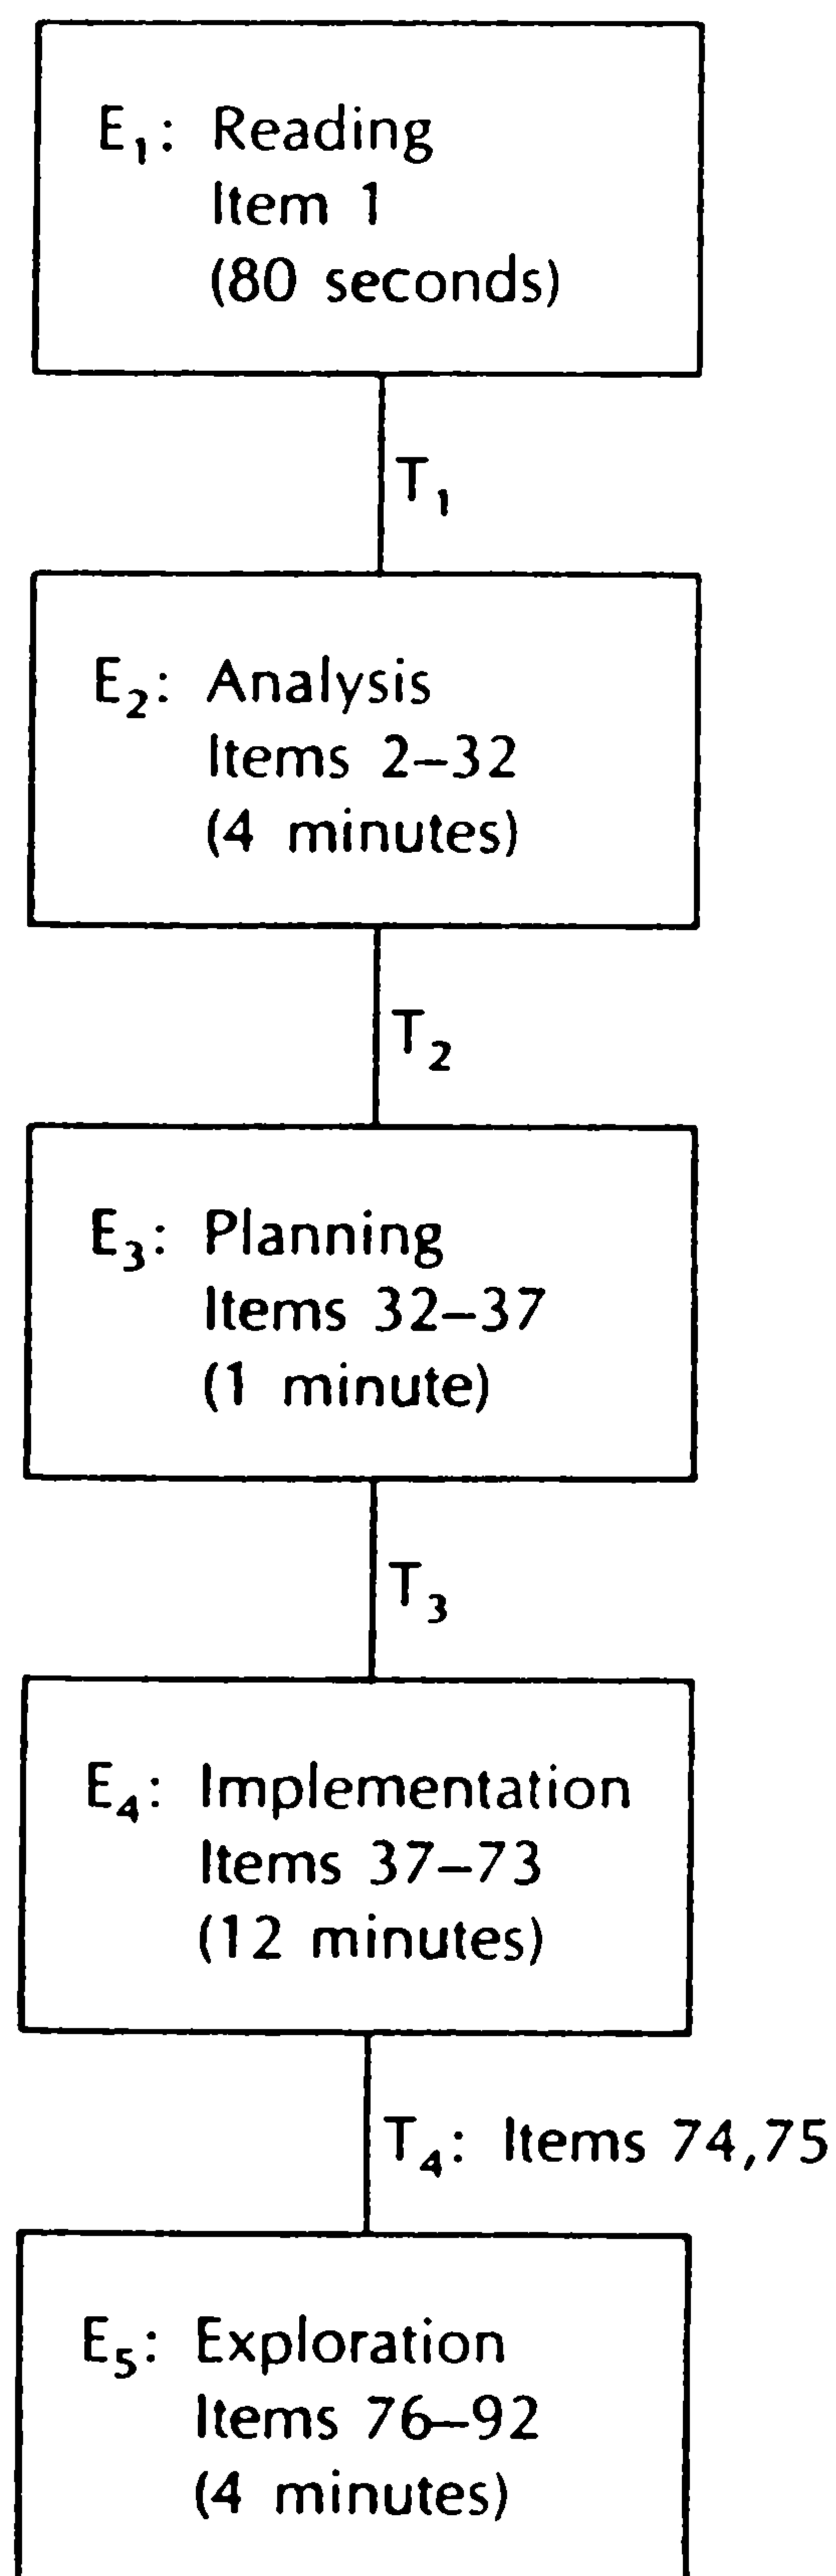 E₁: Reading
Item 1
(80 seconds)
T₁
E₂: Analysis
Items 2–32
(4 minutes)
T₂
E₃: Planning
Items 32–37
(1 minute)
T₃
E₄: Implementation
Items 37–73
(12 minutes)
T₄: Items 74,75
E₅: Exploration
Items 76–92
(4 minutes)